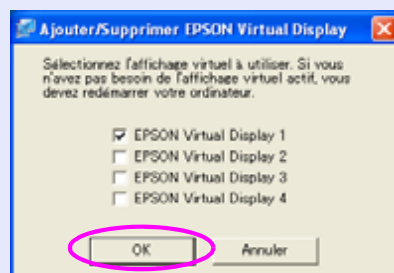 Ajouter/Supprimer EPSON Virtual Display
Sélectionnez l'affichage virtuel à utiliser. Si vous
n'avez pas besoin de l'affichage virtuel actif, vous
devez redémarrer votre ordinateur.
EPSON Virtual Display 1
EPSON Virtual Display 2
EPSON Virtual Display 3
EPSON Virtual Display 4
OK Annuler